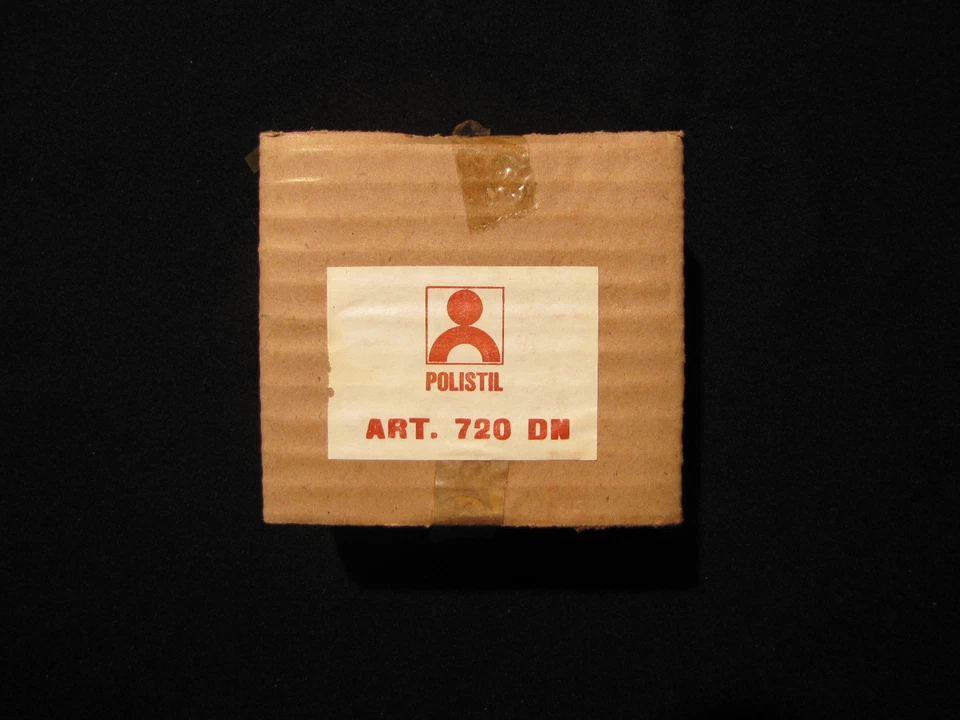 POLISTIL
ART. 720 DN